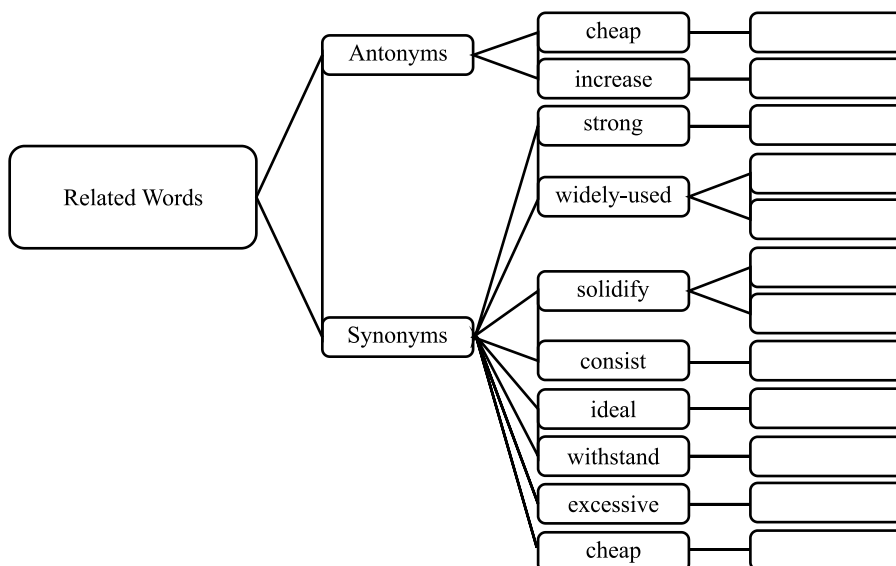 cheap
Antonyms
increase
strong
Related Words
widely-used
solidify
Synonyms
consist
ideal
withstand
excessive
cheap